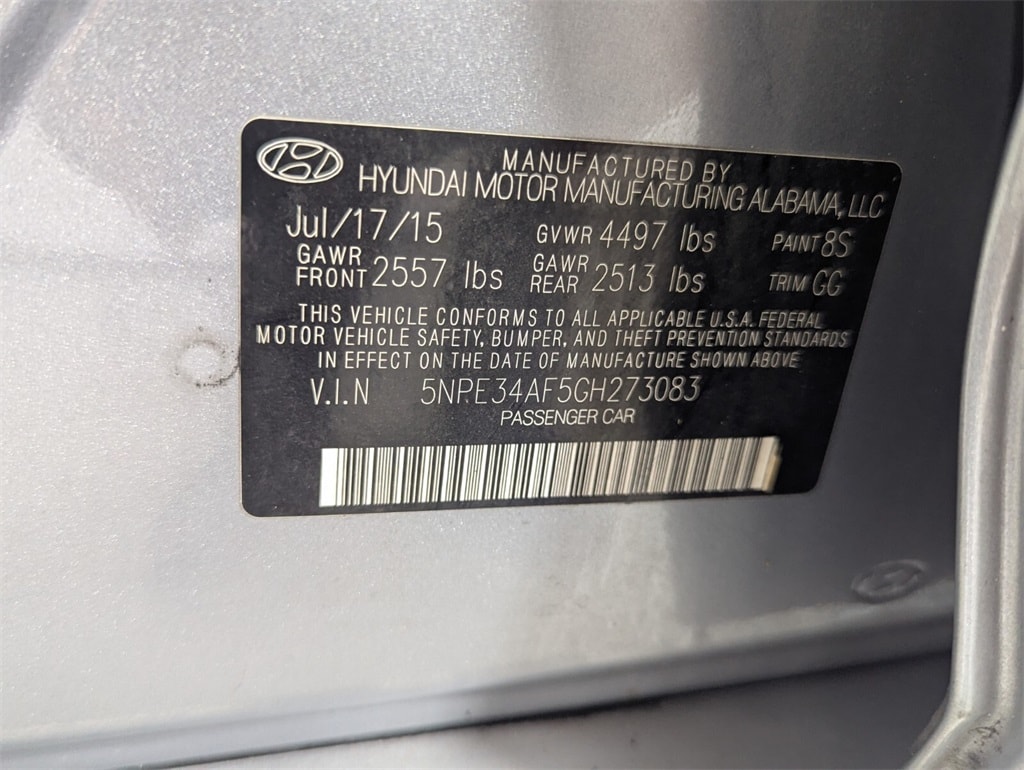 MANUFACTURED BY
HYUNDAI MOTOR MANUFACTURING ALABAMA, LLC
Jul/17/15 GVWR 4497 lbs PAINT 8S
GAWR FRONT 2557 lbs GAWR REAR 2513 lbs TRIM GG
THIS VEHICLE CONFORMS TO ALL APPLICABLE U.S.A. FEDERAL
MOTOR VEHICLE SAFETY, BUMPER, AND THEFT PREVENTION STANDARDS
IN EFFECT ON THE DATE OF MANUFACTURE SHOWN ABOVE
V.I.N 5NPE34AF5GH273083
PASSENGER CAR